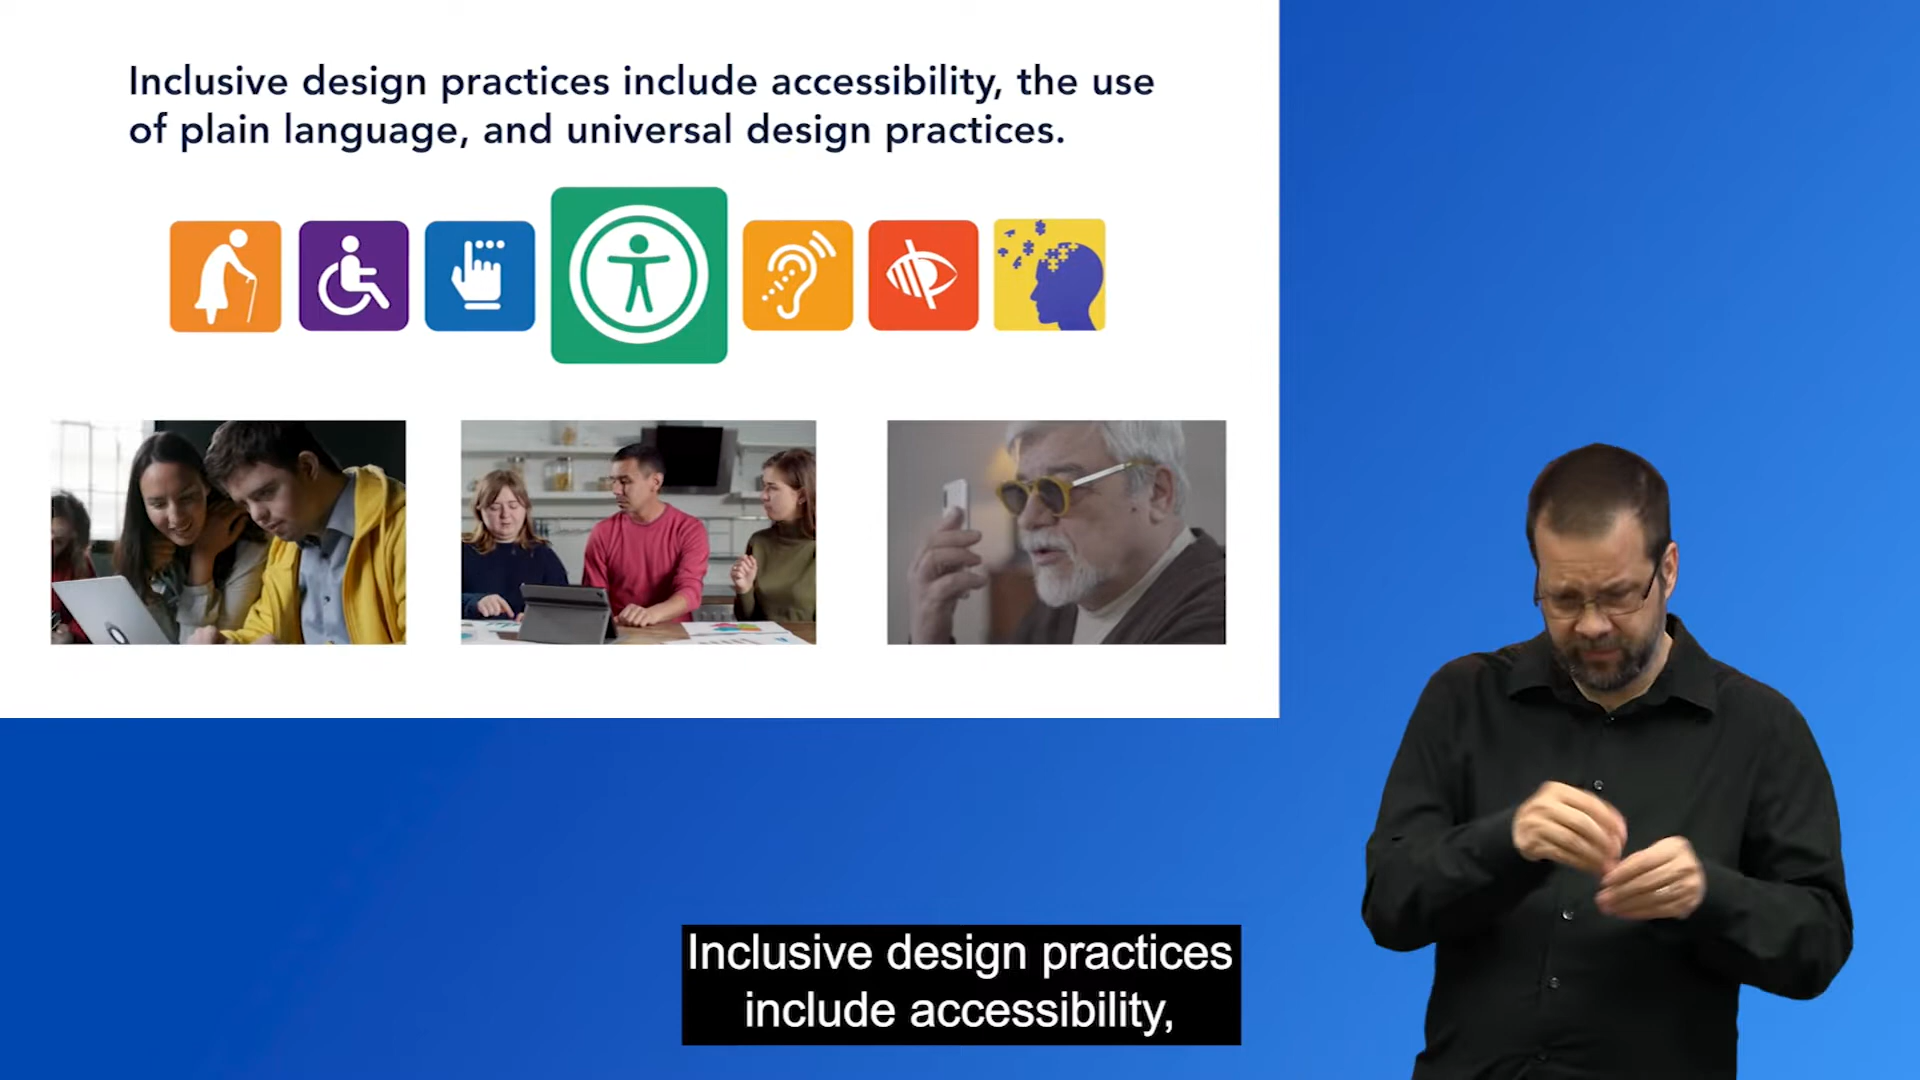 Inclusive design practices include accessibility, the use
of plain language, and universal design practices.
Inclusive design practices
include accessibility,